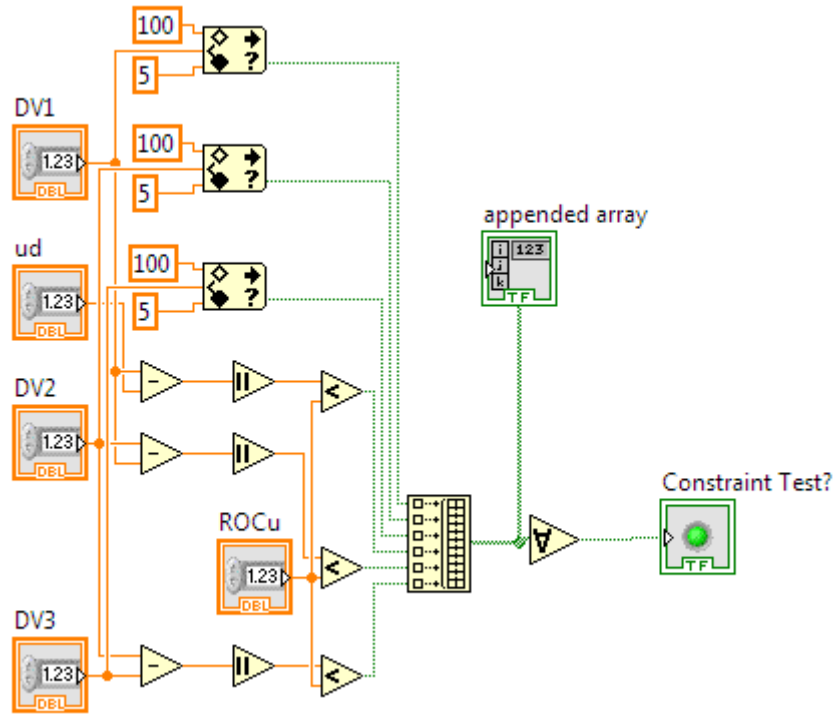 100
5
DV1
1.23
DBL
100
5
ud
1.23
DBL
100
5
appended array
i
j
k
123
TF
DV2
1.23
DBL
ROCu
1.23
DBL
Constraint Test?
TF
DV3
1.23
DBL